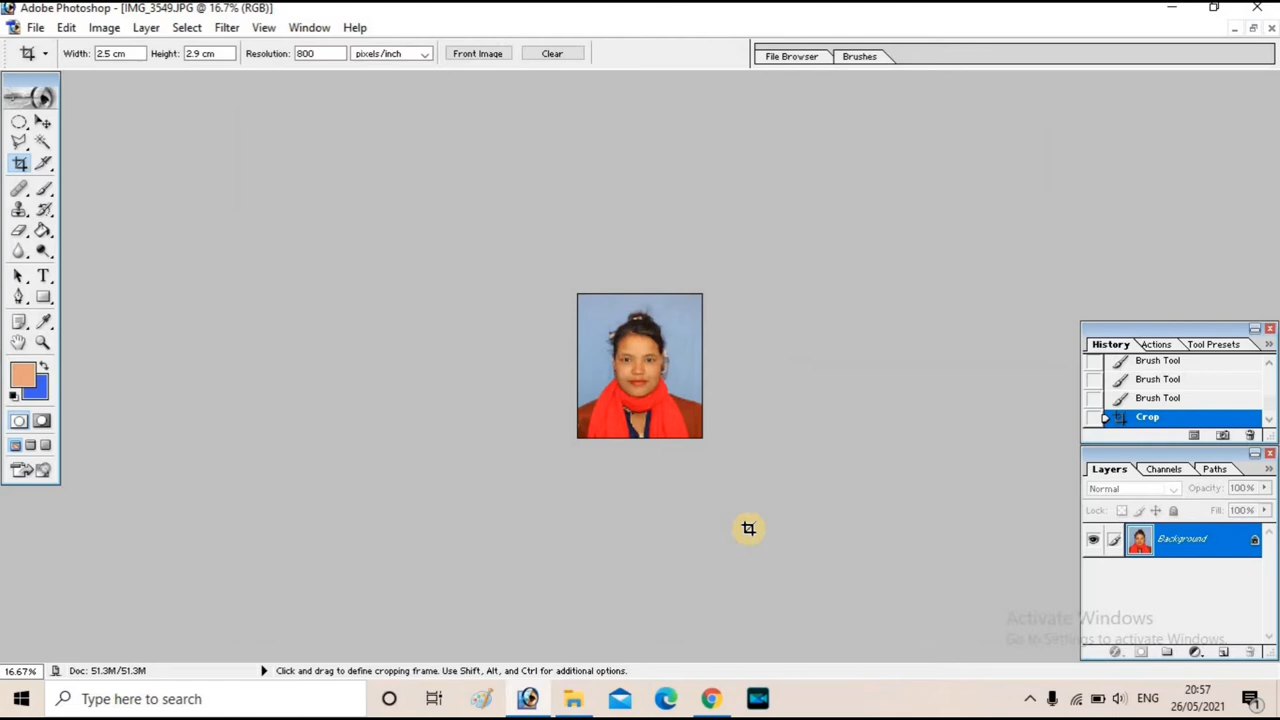 Adobe Photoshop - [IMG_3549.JPG @ 16.7% (RGB)]
File Edit Image Layer Select Filter View Window Help
Width: 2.5 cm Height: 2.9 cm Resolution: 800 pixels/inch Front Image Clear File Browser Brushes
History Actions Tool Presets
Brush Tool
Brush Tool
Brush Tool
Crop
Layers Channels Paths
Normal Opacity: 100%
Lock: Fill: 100%
Background
Activate Windows
Go to Settings to activate Windows.
16.67% Doc: 51.3M/51.3M Click and drag to define cropping frame. Use Shift, Alt, and Ctrl for additional options.
Type here to search ENG 20:57
26/05/2021 1